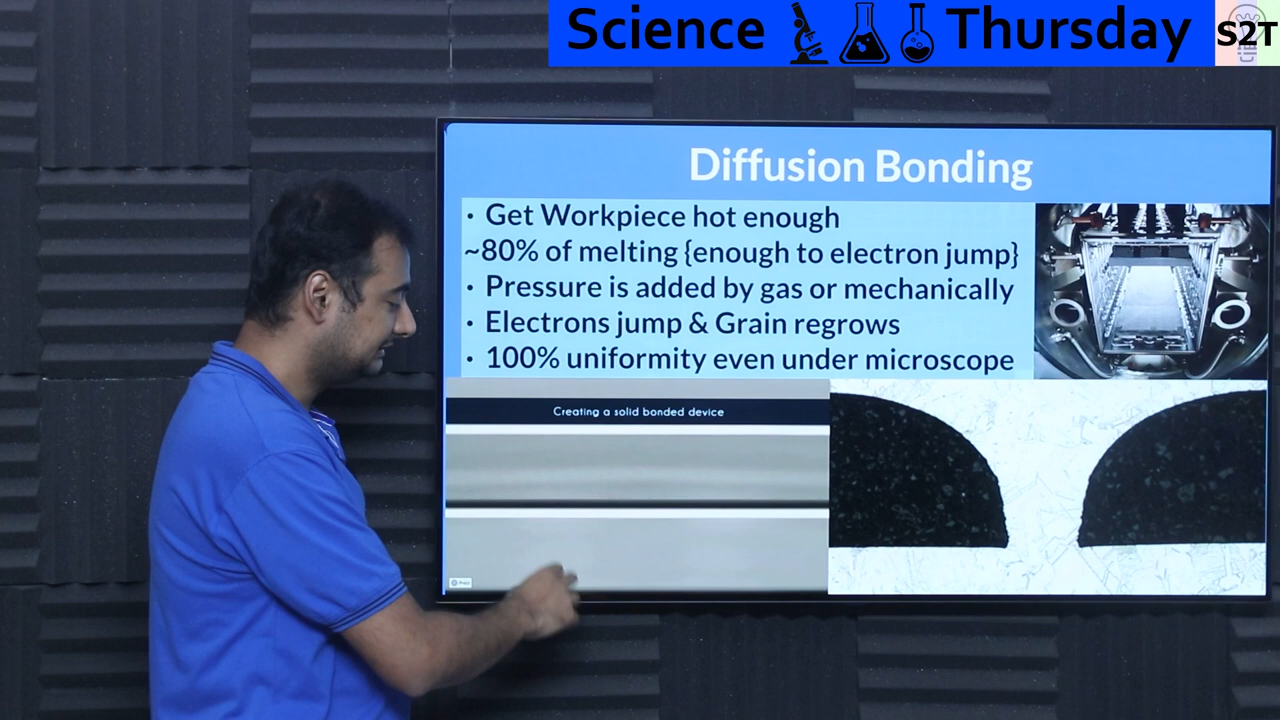 Science Thursday
S2T
Diffusion Bonding
• Get Workpiece hot enough
~80% of melting {enough to electron jump}
• Pressure is added by gas or mechanically
• Electrons jump & Grain regrows
• 100% uniformity even under microscope
Creating a solid bonded device